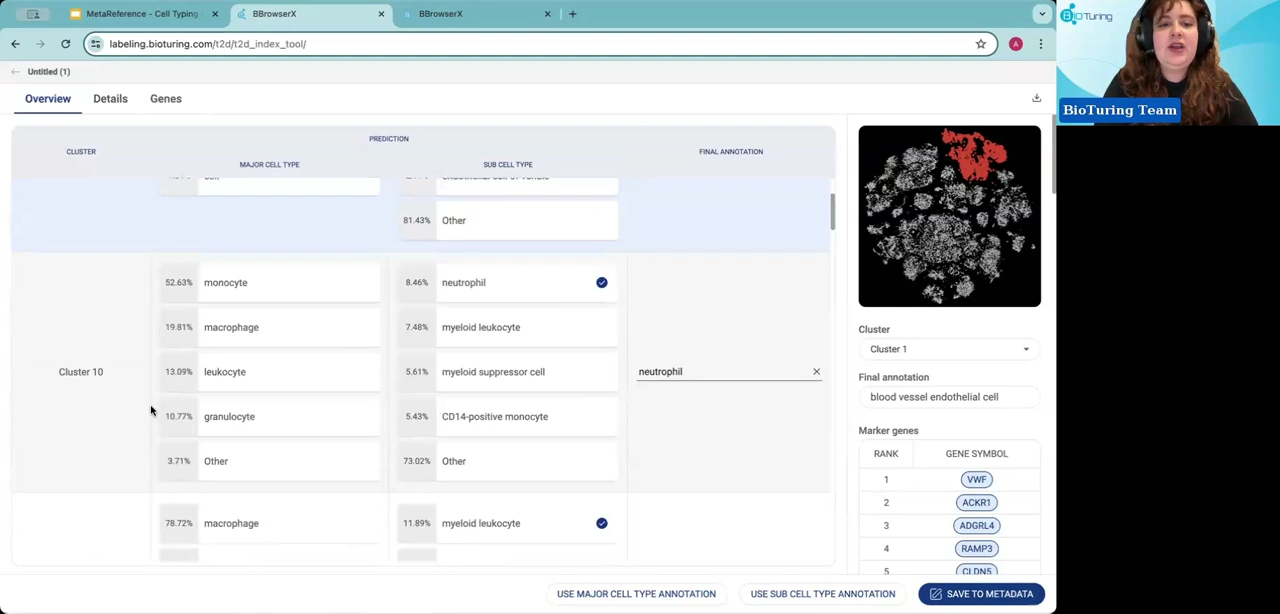 MetaReference - Cell Typing
BBrowserX
BBrowserX
labeling.bioturing.com/t2d/t2d_index_tool/
A
BioTuring
BioTuring Team
Untitled (1)
Overview
Details
Genes
CLUSTER
PREDICTION
MAJOR CELL TYPE
SUB CELL TYPE
FINAL ANNOTATION
81.43% Other
Cluster 10
52.63% monocyte
19.81% macrophage
13.09% leukocyte
10.77% granulocyte
3.71% Other
8.46% neutrophil
7.48% myeloid leukocyte
5.61% myeloid suppressor cell
5.43% CD14-positive monocyte
73.02% Other
neutrophil
78.72% macrophage
11.89% myeloid leukocyte
Cluster
Cluster 1
Final annotation
blood vessel endothelial cell
Marker genes
RANK GENE SYMBOL
1 VWF
2 ACKR1
3 ADGRL4
4 RAMP3
5 CLDN5
USE MAJOR CELL TYPE ANNOTATION
USE SUB CELL TYPE ANNOTATION
SAVE TO METADATA